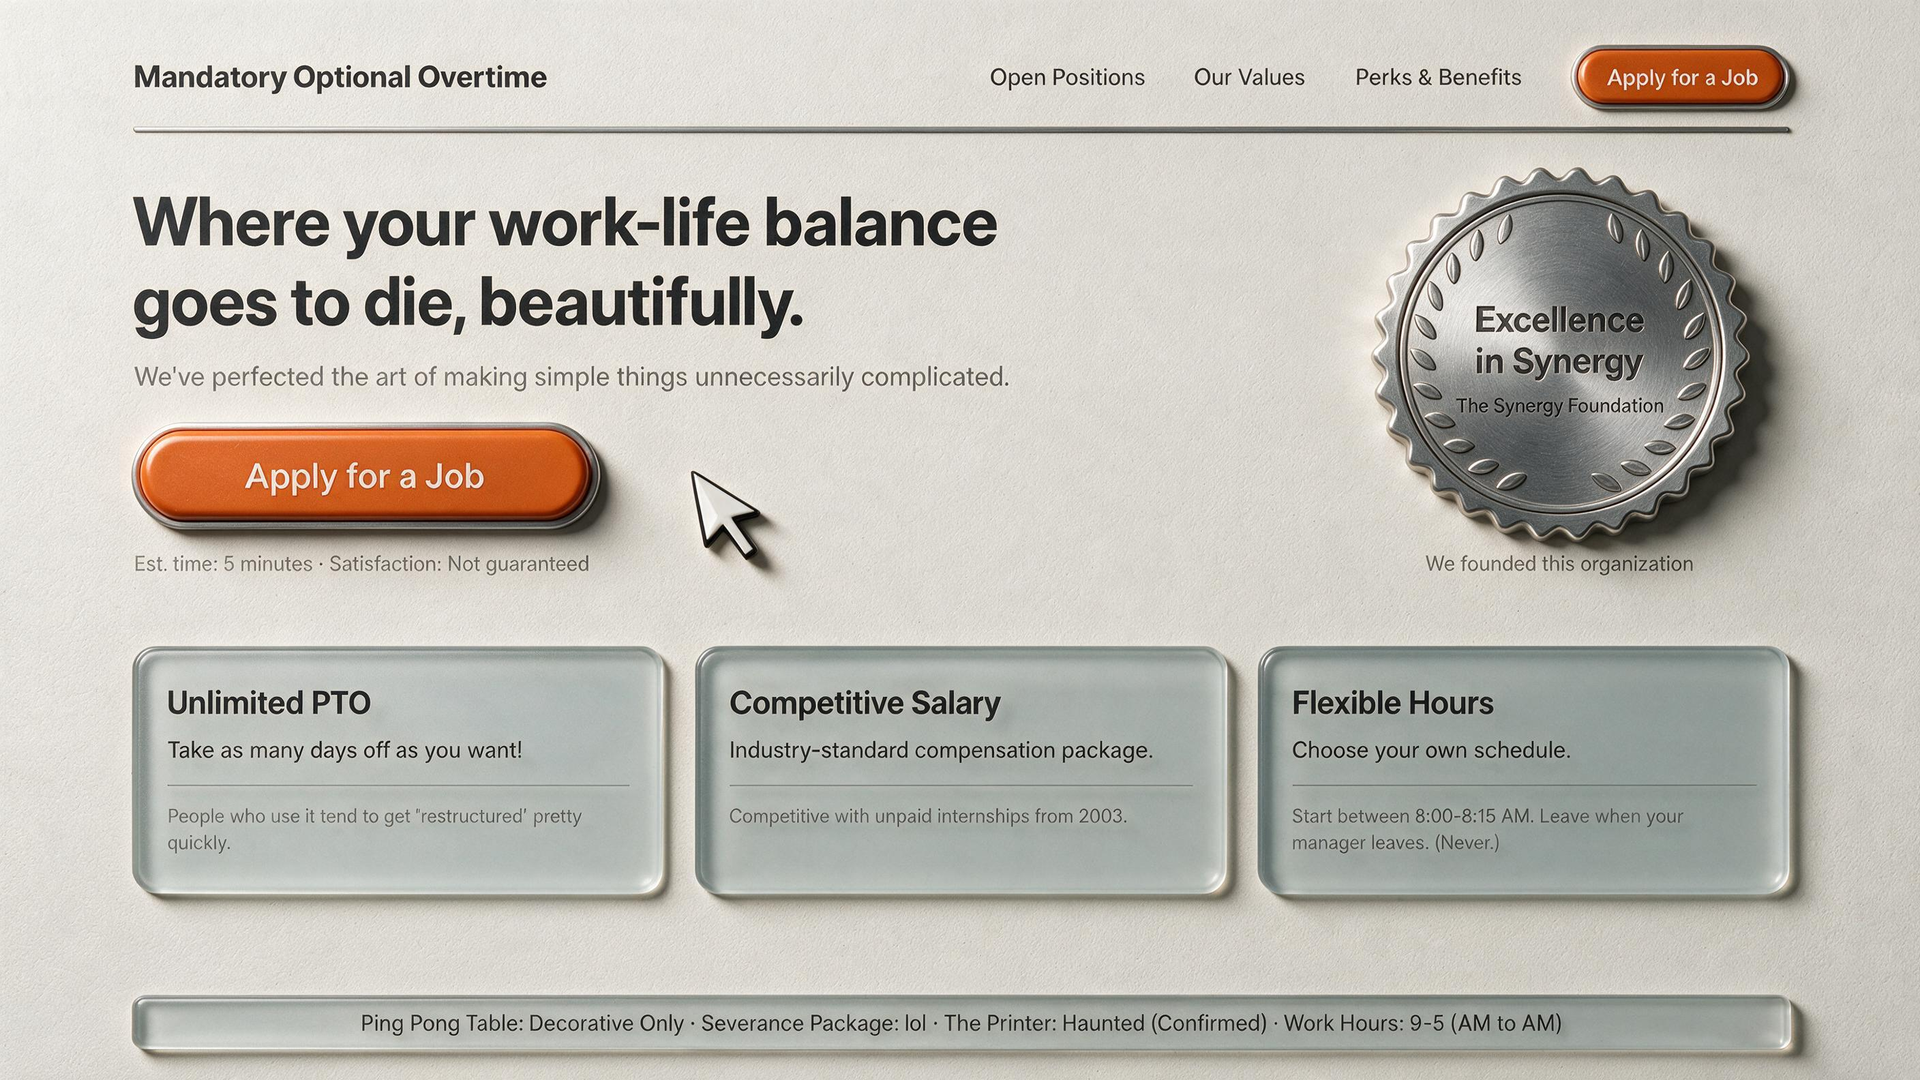 Mandatory Optional Overtime
Open Positions
Our Values
Perks & Benefits
Apply for a Job
Where your work-life balance
goes to die, beautifully.
We've perfected the art of making simple things unnecessarily complicated.
Apply for a Job
Est. time: 5 minutes · Satisfaction: Not guaranteed
Excellence
in Synergy
The Synergy Foundation
We founded this organization
Unlimited PTO
Take as many days off as you want!
People who use it tend to get "restructured' pretty
quickly.
Competitive Salary
Industry-standard compensation package.
Competitive with unpaid internships from 2003.
Flexible Hours
Choose your own schedule.
Start between 8:00-8:15 AM. Leave when your
manager leaves. (Never.)
Ping Pong Table: Decorative Only · Severance Package: lol · The Printer: Haunted (Confirmed) · Work Hours: 9-5 (AM to AM)